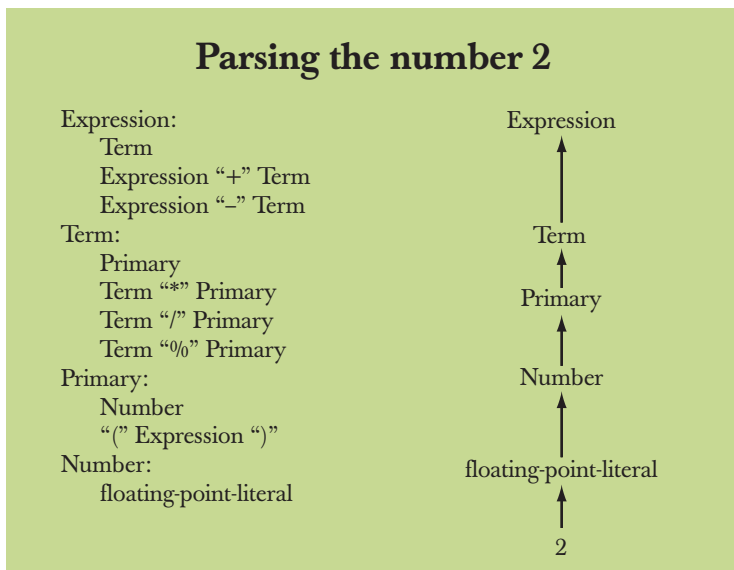 Parsing the number 2
Expression:
Term
Expression “+” Term
Expression “–” Term
Term:
Primary
Term “*” Primary
Term “/” Primary
Term “%” Primary
Primary:
Number
“(” Expression “)”
Number:
floating-point-literal
Expression
Term
Primary
Number
floating-point-literal
2